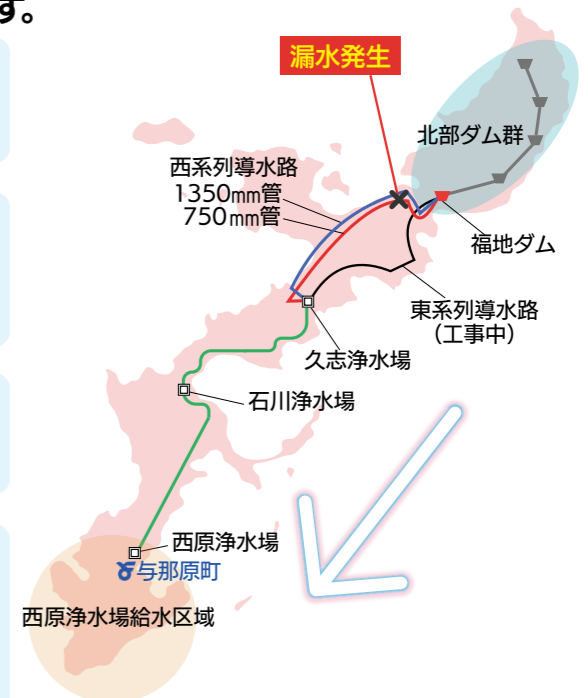 す。
漏水発生
北部ダム群
西系列導水路
1350mm管
750mm管
福地ダム
東系列導水路
(工事中)
久志浄水場
石川浄水場
西原浄水場
与那原町
西原浄水場給水区域